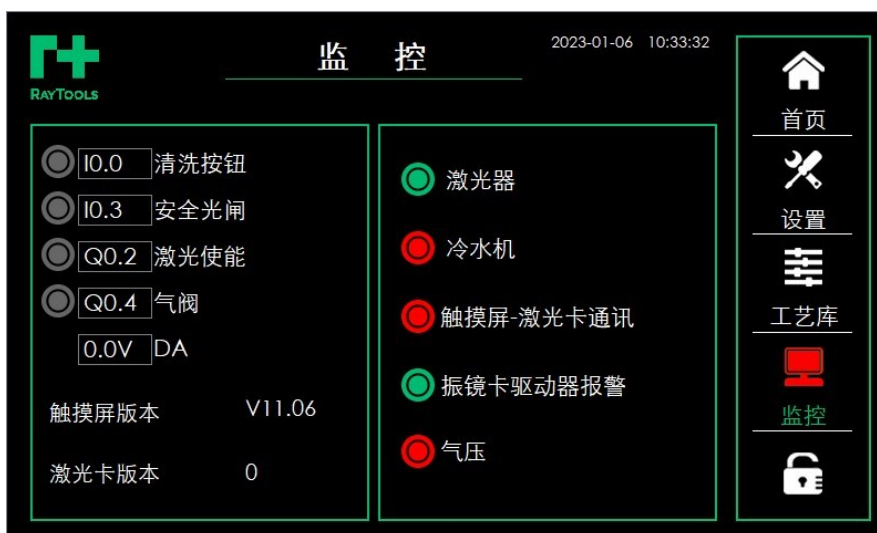 监 控
2023-01-06 10:33:32
RAYTOOLS
I0.0 清洗按钮
I0.3 安全光闸
Q0.2 激光使能
Q0.4 气阀
0.0V DA
触摸屏版本 V11.06
激光卡版本 0
激光器
冷水机
触摸屏-激光卡通讯
振镜卡驱动器报警
气压
首页
设置
工艺库
监控